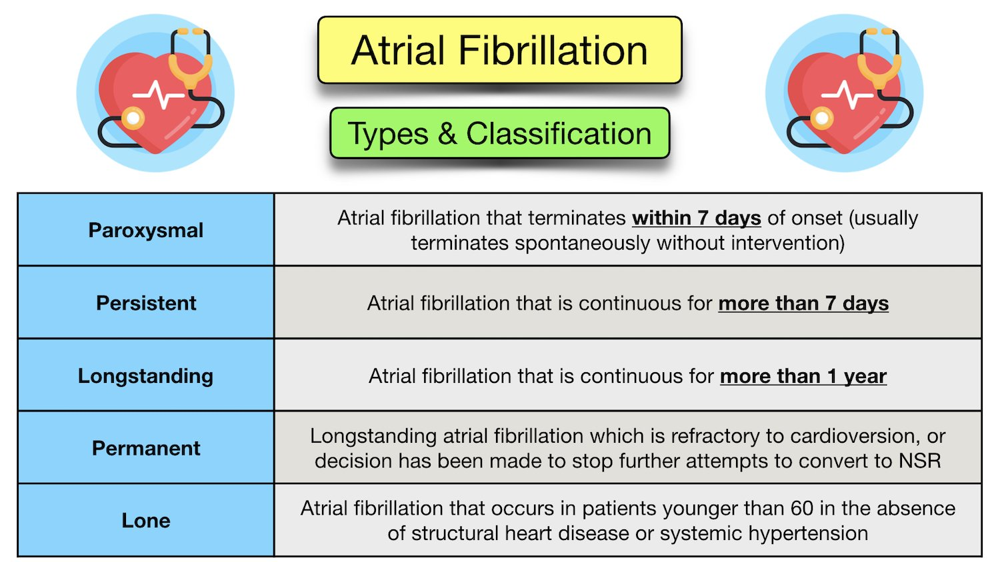 Atrial Fibrillation
Types & Classification
Paroxysmal
Atrial fibrillation that terminates within 7 days of onset (usually
terminates spontaneously without intervention)
Persistent
Atrial fibrillation that is continuous for more than 7 days
Longstanding
Atrial fibrillation that is continuous for more than 1 year
Permanent
Longstanding atrial fibrillation which is refractory to cardioversion, or
decision has been made to stop further attempts to convert to NSR
Lone
Atrial fibrillation that occurs in patients younger than 60 in the absence
of structural heart disease or systemic hypertension